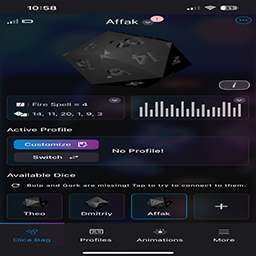 10:58
Affak
: Fire Spell = 4
: 14, 11, 20, 1, 9, 3
Active Profile
Customize
Switch
No Profile!
Available Dice
Bulp and Gork are missing! Tap to try to connect to them.
Theo
Dmitriy
Affak
+
Dice Bag
Profiles
Animations
More